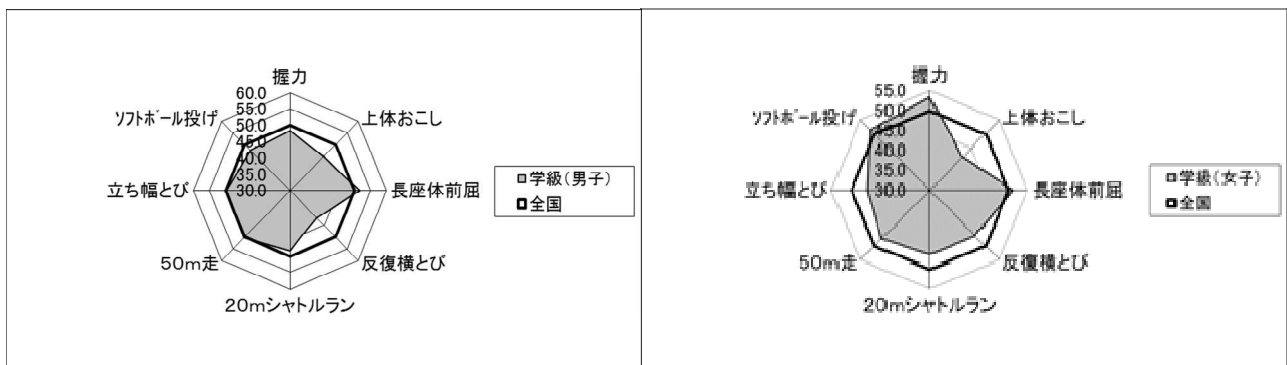 握力
60.0
55.0
50.0
45.0
40.0
35.0
30.0
ソフトボール投げ
上体おこし
立ち幅とび
長座体前屈
50m走
反復横とび
20mシャトルラン
学級(男子)
全国
握力
55.0
50.0
45.0
40.0
35.0
30.0
ソフトボール投げ
上体おこし
立ち幅とび
長座体前屈
50m走
反復横とび
20mシャトルラン
学級(女子)
全国